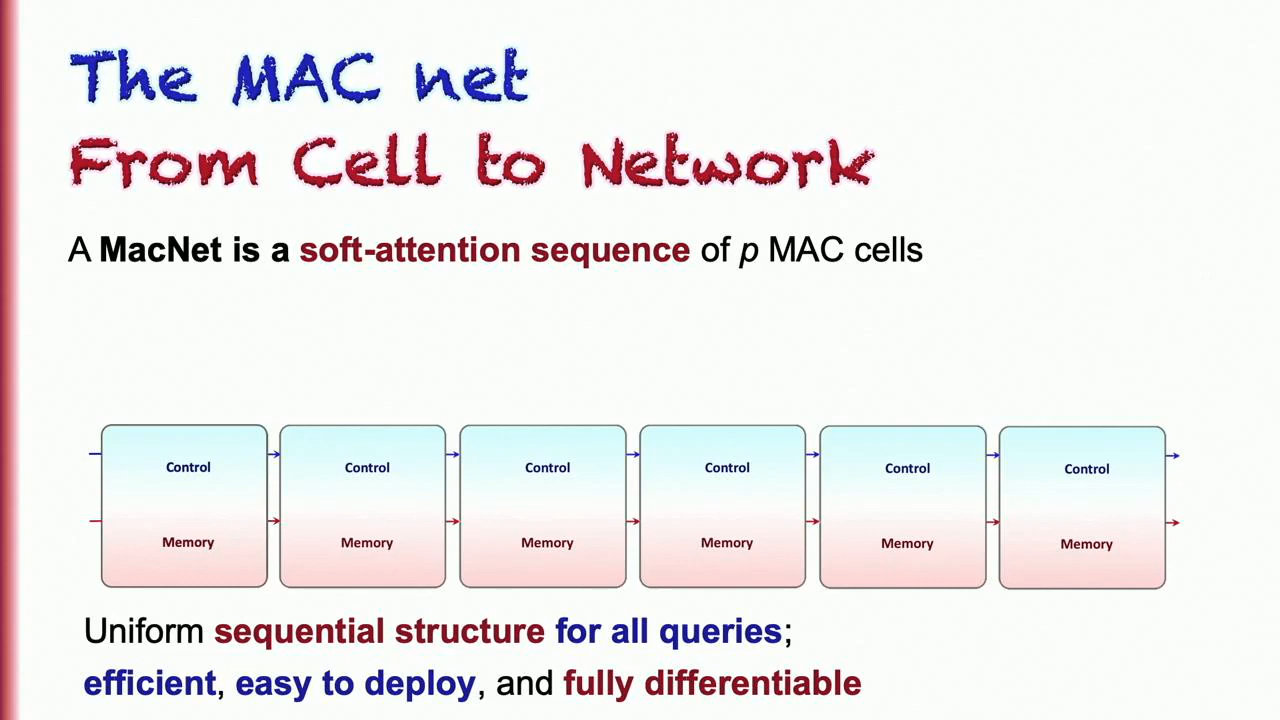 The MAC net
From Cell to Network
A MacNet is a soft-attention sequence of p MAC cells
Control Control Control Control Control Control
Memory Memory Memory Memory Memory Memory
Uniform sequential structure for all queries;
efficient, easy to deploy, and fully differentiable